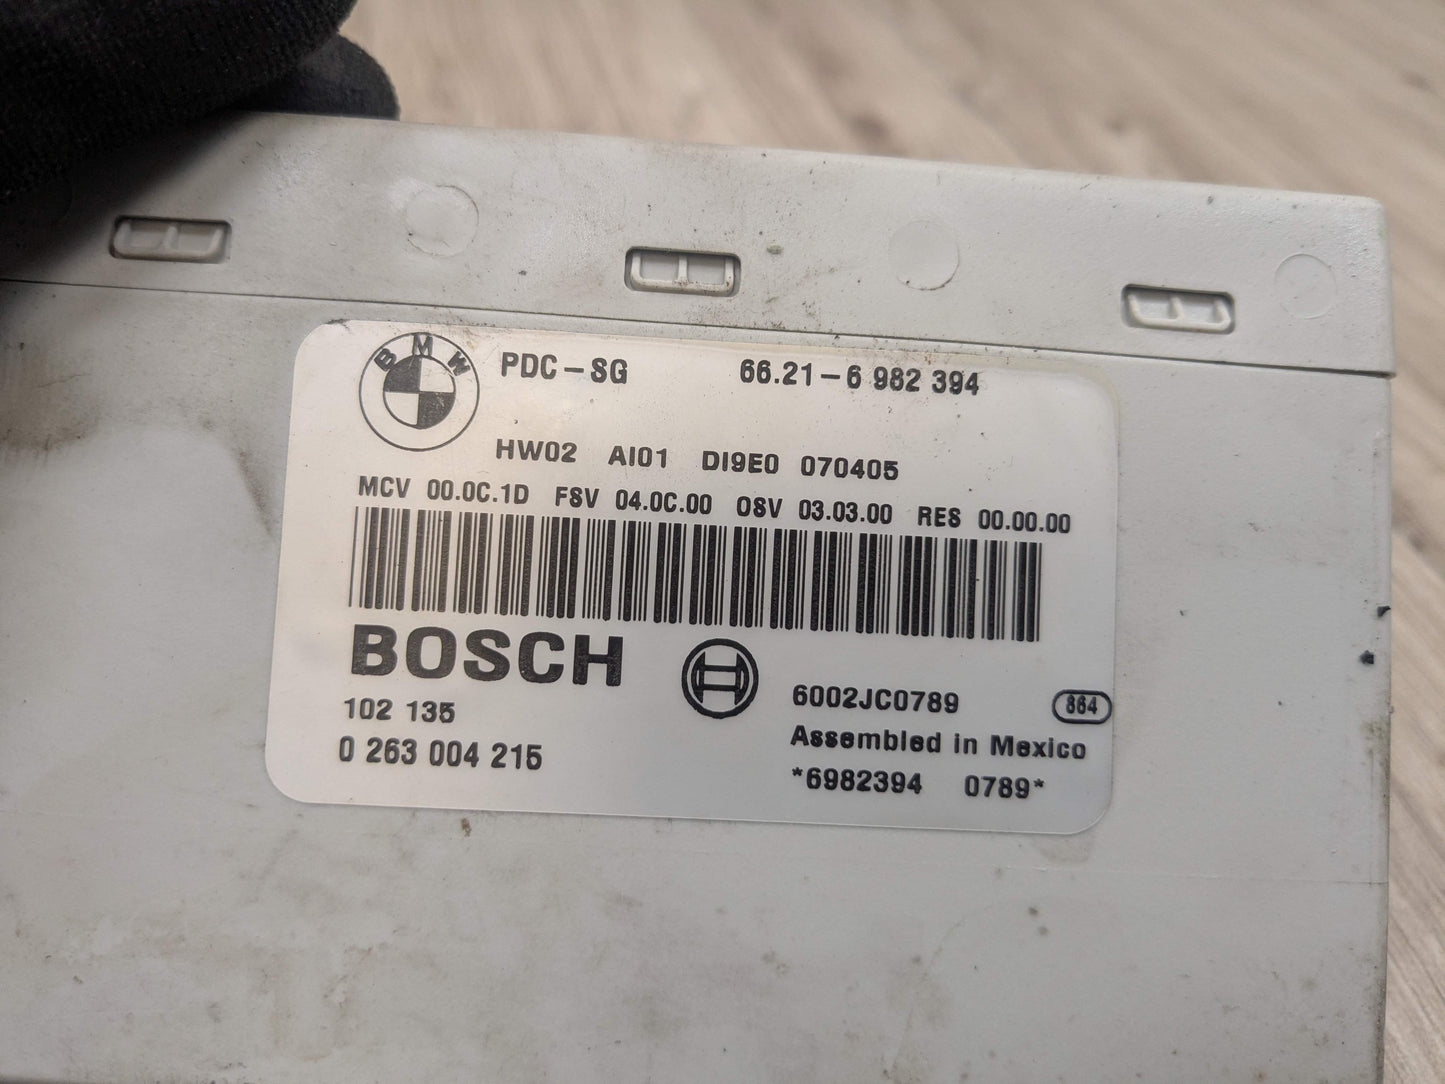 BMW
PDC-SG 66.21-6 982 394
HW02 AI01 DI9E0 070405
MCV 00.0C.1D FSV 04.0C.00 OSV 03.03.00 RES 00.00.00
BOSCH
102 135
0 263 004 215
6002JC0789 864
Assembled in Mexico
*6982394 0789*